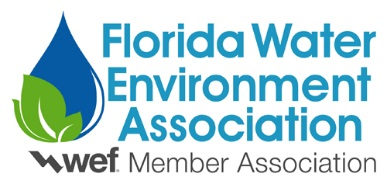 Florida Water
Environment
Association
wef® Member Association